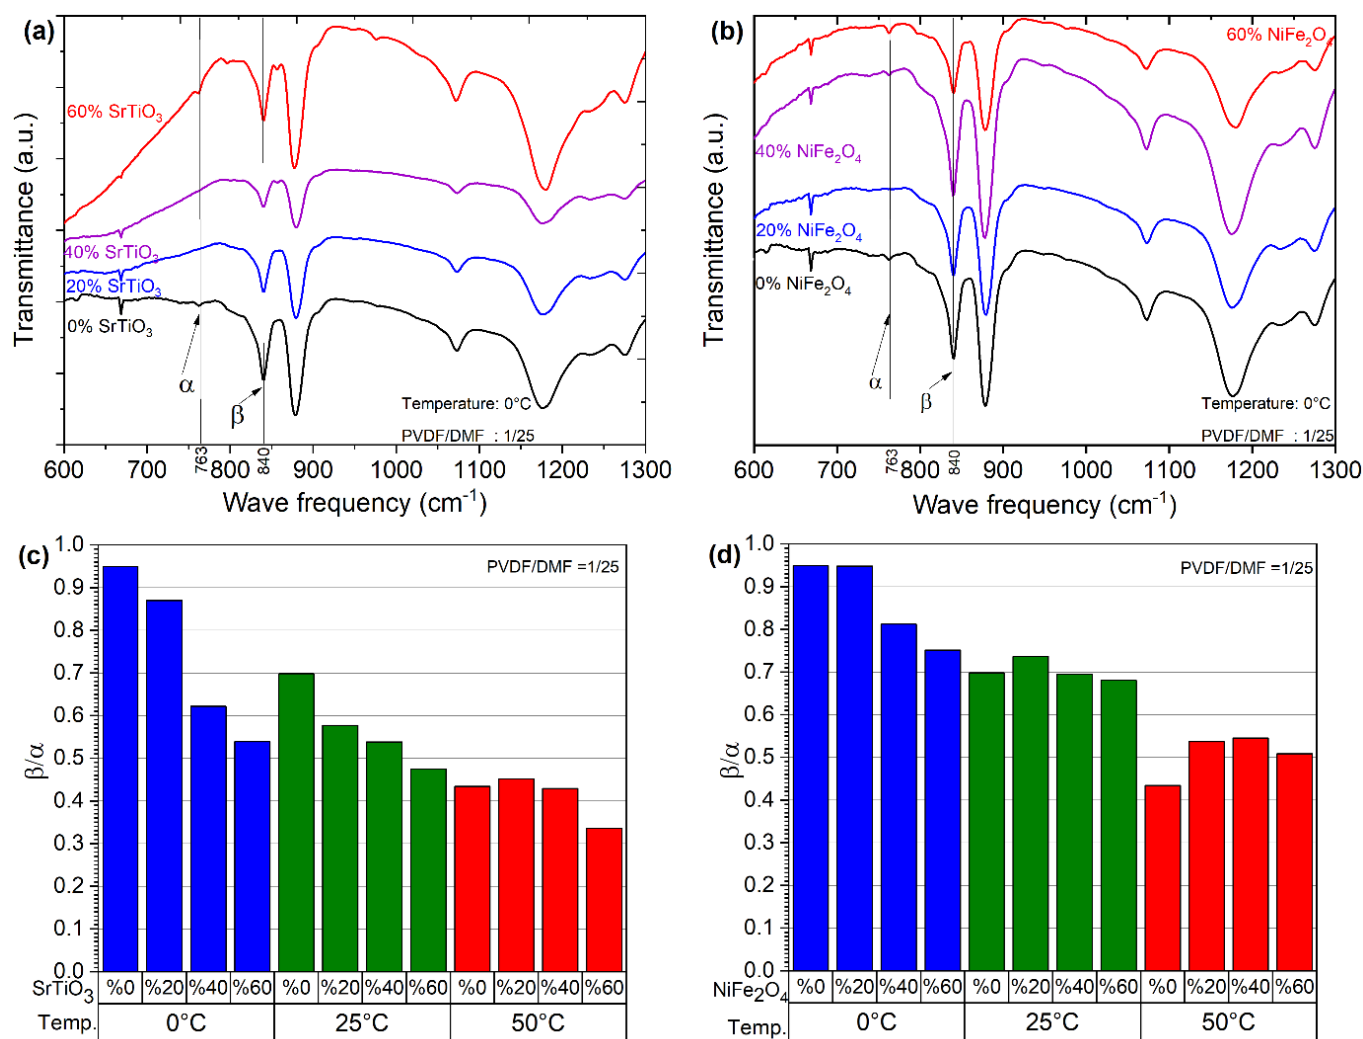 (a)
60% SrTiO₃
40% SrTiO₃
20% SrTiO₃
0% SrTiO₃
α
β
Temperature: 0°C
PVDF/DMF : 1/25
763
840
Transmittance (a.u.)
600 700 800 900 1000 1100 1200 1300
Wave frequency (cm⁻¹)
(b)
60% NiFe₂O₄
40% NiFe₂O₄
20% NiFe₂O₄
0% NiFe₂O₄
α
β
Temperature: 0°C
PVDF/DMF : 1/25
763
840
Transmittance (a.u.)
600 700 800 900 1000 1100 1200 1300
Wave frequency (cm⁻¹)
(c)
PVDF/DMF =1/25
β/α
1.0
0.9
0.8
0.7
0.6
0.5
0.4
0.3
0.2
0.1
0.0
SrTiO₃ %0 %20 %40 %60 %0 %20 %40 %60 %0 %20 %40 %60
Temp. 0°C 25°C 50°C
(d)
PVDF/DMF =1/25
β/α
1.0
0.9
0.8
0.7
0.6
0.5
0.4
0.3
0.2
0.1
0.0
NiFe₂O₄ %0 %20 %40 %60 %0 %20 %40 %60 %0 %20 %40 %60
Temp. 0°C 25°C 50°C